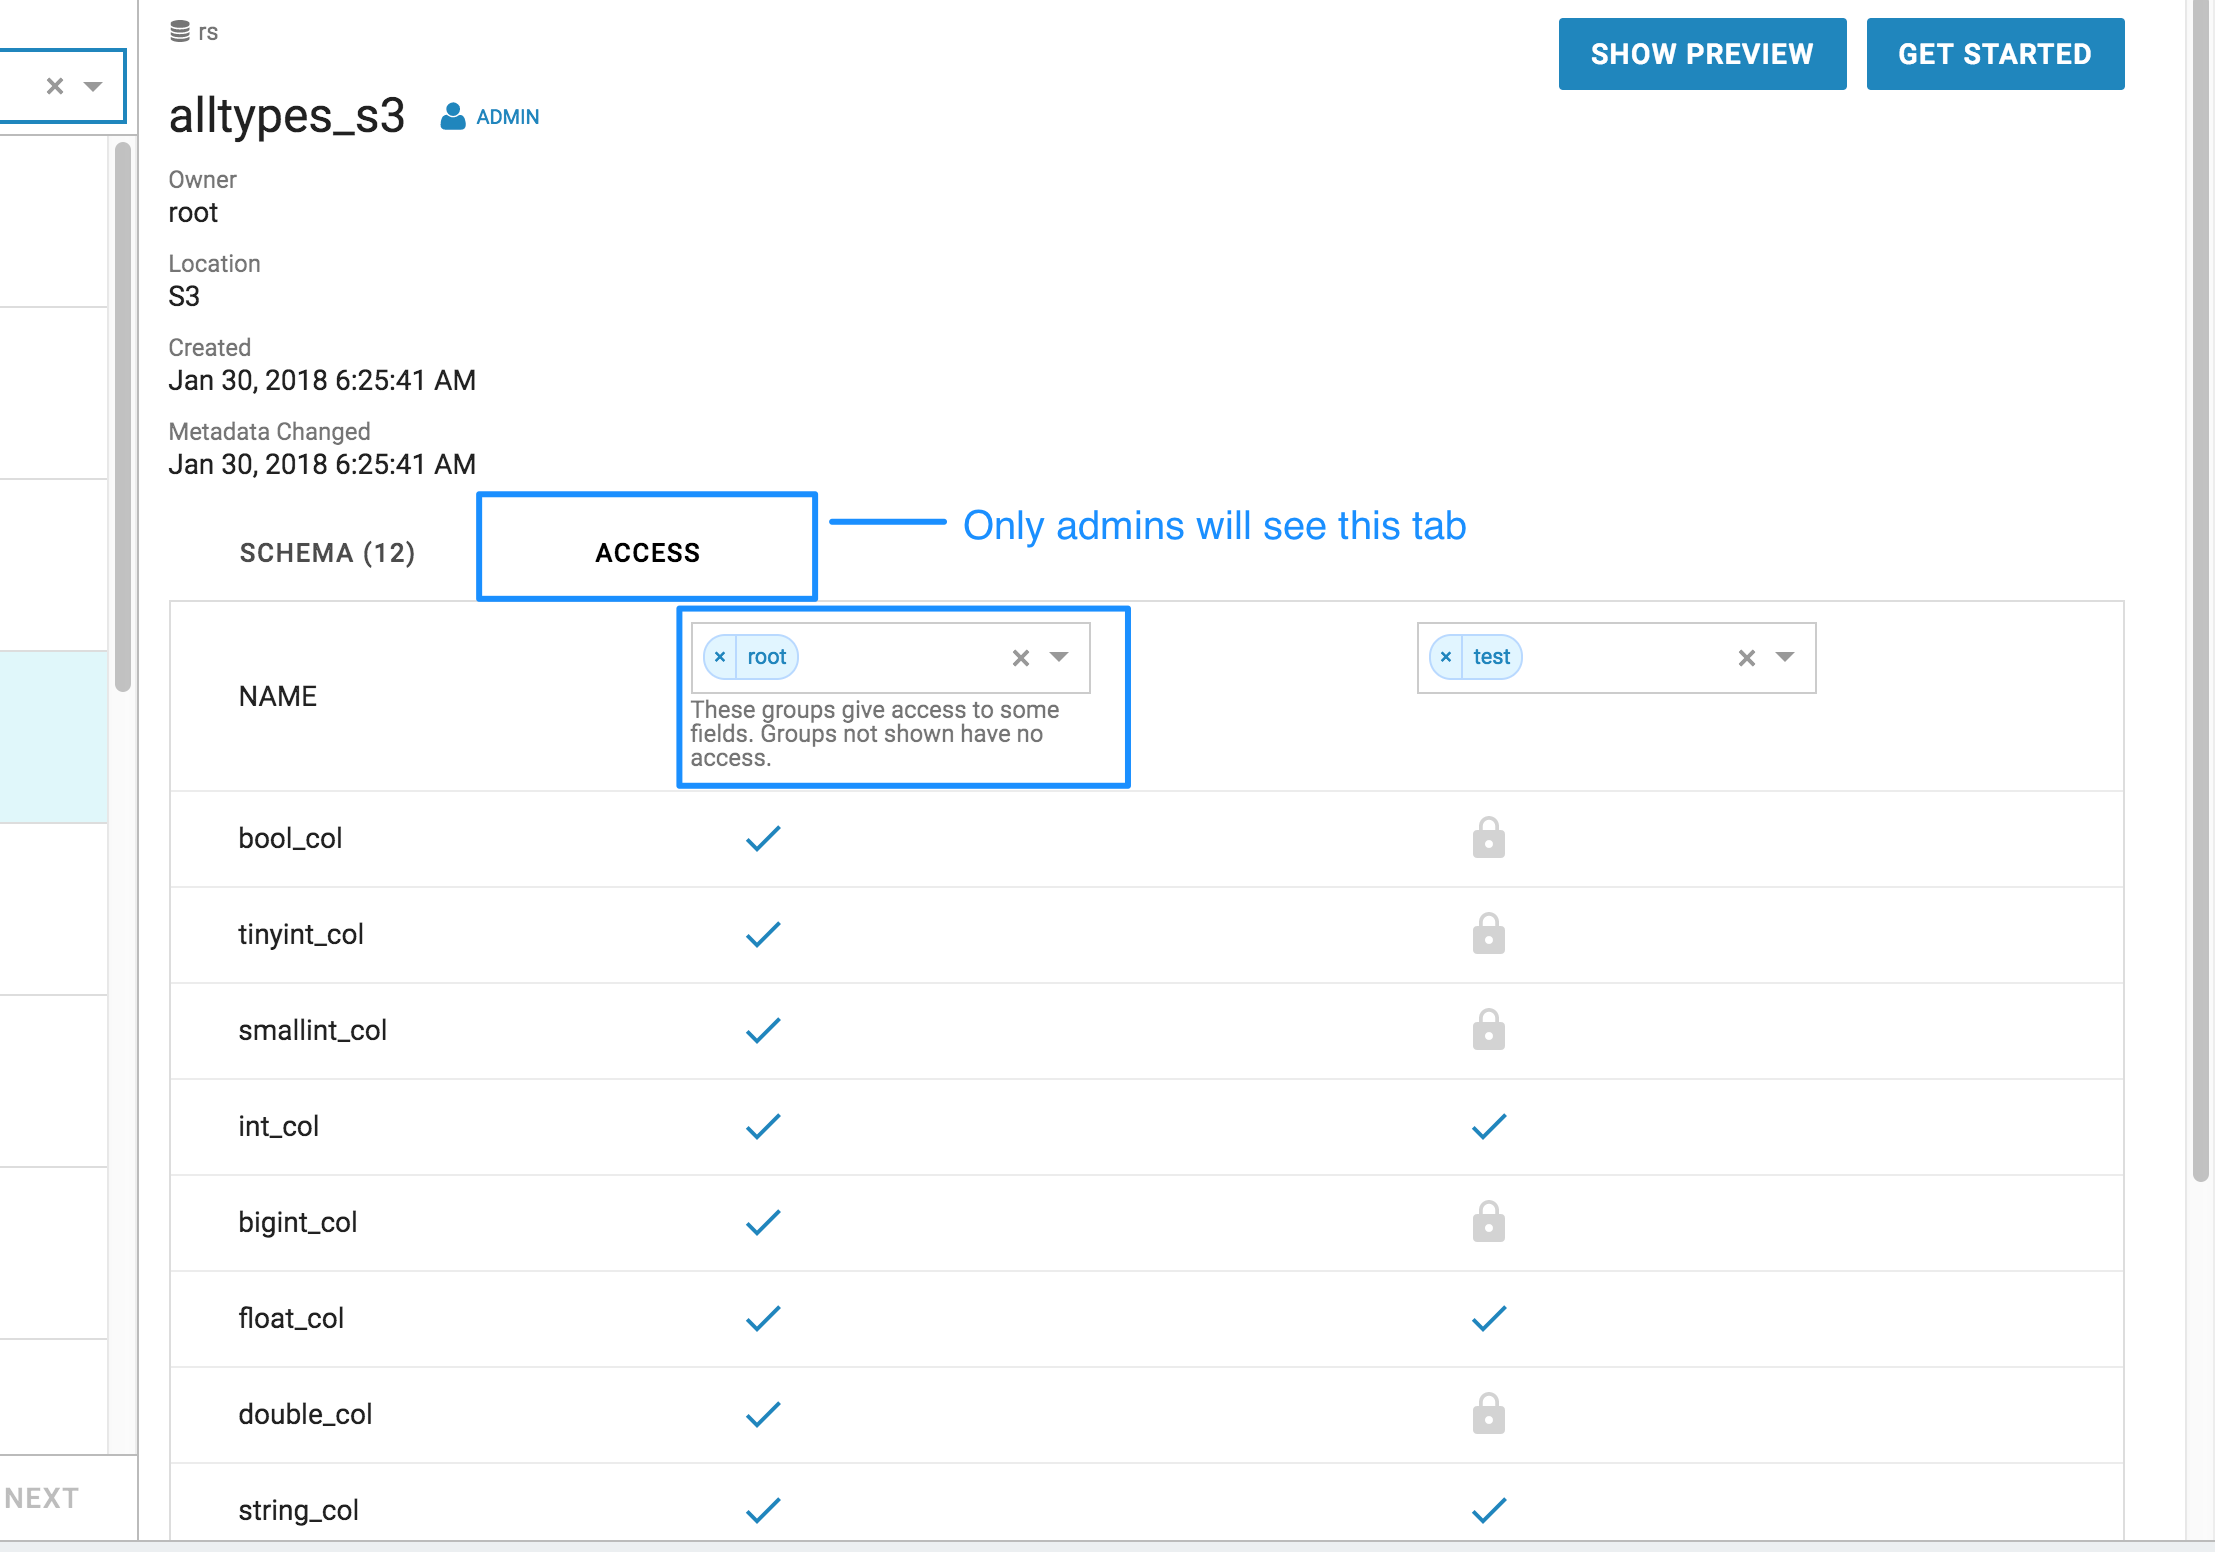 rs
SHOW PREVIEW
GET STARTED
alltypes_s3 ADMIN
Owner
root
Location
S3
Created
Jan 30, 2018 6:25:41 AM
Metadata Changed
Jan 30, 2018 6:25:41 AM
SCHEMA (12)
ACCESS
Only admins will see this tab
NAME
× root
These groups give access to some
fields. Groups not shown have no
access.
× test
bool_col
tinyint_col
smallint_col
int_col
bigint_col
float_col
double_col
string_col
NEXT